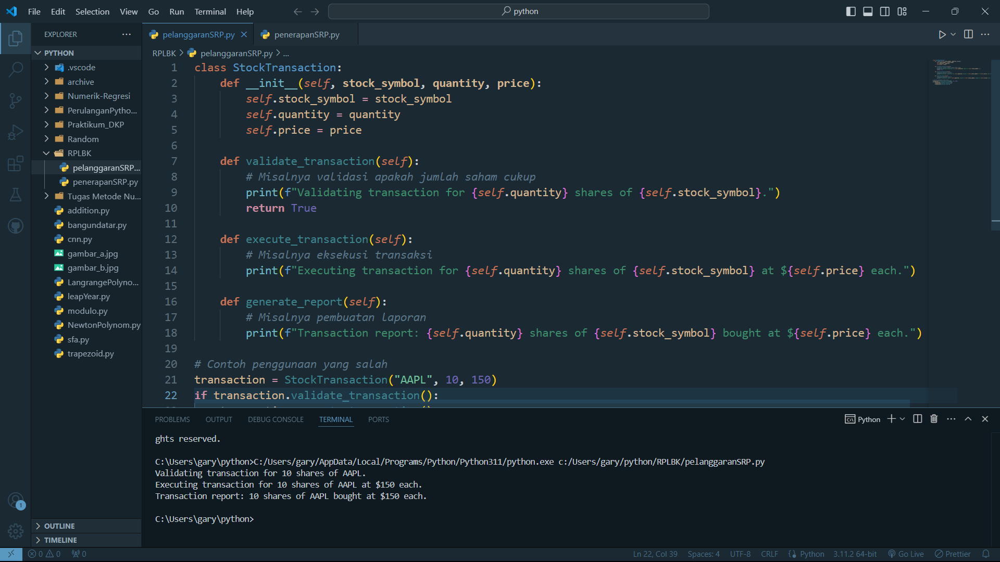 File Edit Selection View Go Run Terminal Help
python
EXPLORER
PYTHON
.vscode
archive
Numerik-Regresi
PerulanganPytho...
Praktikum_DKP
Random
RPLBK
pelanggaranSRP...
penerapanSRP.py
Tugas Metode Nu...
addition.py
bangundatar.py
cnn.py
gambar_a.jpg
gambar_b.jpg
LangrangePolyno...
leapYear.py
modulo.py
NewtonPolynom.py
sfa.py
trapezoid.py
OUTLINE
TIMELINE
1
pelanggaranSRP.py penerapanSRP.py
RPLBK > pelanggaranSRP.py > ...
1 class StockTransaction:
2     def __init__(self, stock_symbol, quantity, price):
3         self.stock_symbol = stock_symbol
4         self.quantity = quantity
5         self.price = price
6
7     def validate_transaction(self):
8         # Misalnya validasi apakah jumlah saham cukup
9         print(f"Validating transaction for {self.quantity} shares of {self.stock_symbol}.")
10         return True
11
12     def execute_transaction(self):
13         # Misalnya eksekusi transaksi
14         print(f"Executing transaction for {self.quantity} shares of {self.stock_symbol} at ${self.price} each.")
15
16     def generate_report(self):
17         # Misalnya pembuatan laporan
18         print(f"Transaction report: {self.quantity} shares of {self.stock_symbol} bought at ${self.price} each.")
19
20 # Contoh penggunaan yang salah
21 transaction = StockTransaction("AAPL", 10, 150)
22 if transaction.validate_transaction():
PROBLEMS OUTPUT DEBUG CONSOLE TERMINAL PORTS
Python
ghts reserved.
C:\Users\gary\python>C:/Users/gary/AppData/Local/Programs/Python/Python311/python.exe c:/Users/gary/python/RPLBK/pelanggaranSRP.py
Validating transaction for 10 shares of AAPL.
Executing transaction for 10 shares of AAPL at $150 each.
Transaction report: 10 shares of AAPL bought at $150 each.
C:\Users\gary\python>
0 0 0
Ln 22, Col 39 Spaces: 4 UTF-8 CRLF Python 3.11.2 64-bit Go Live Prettier